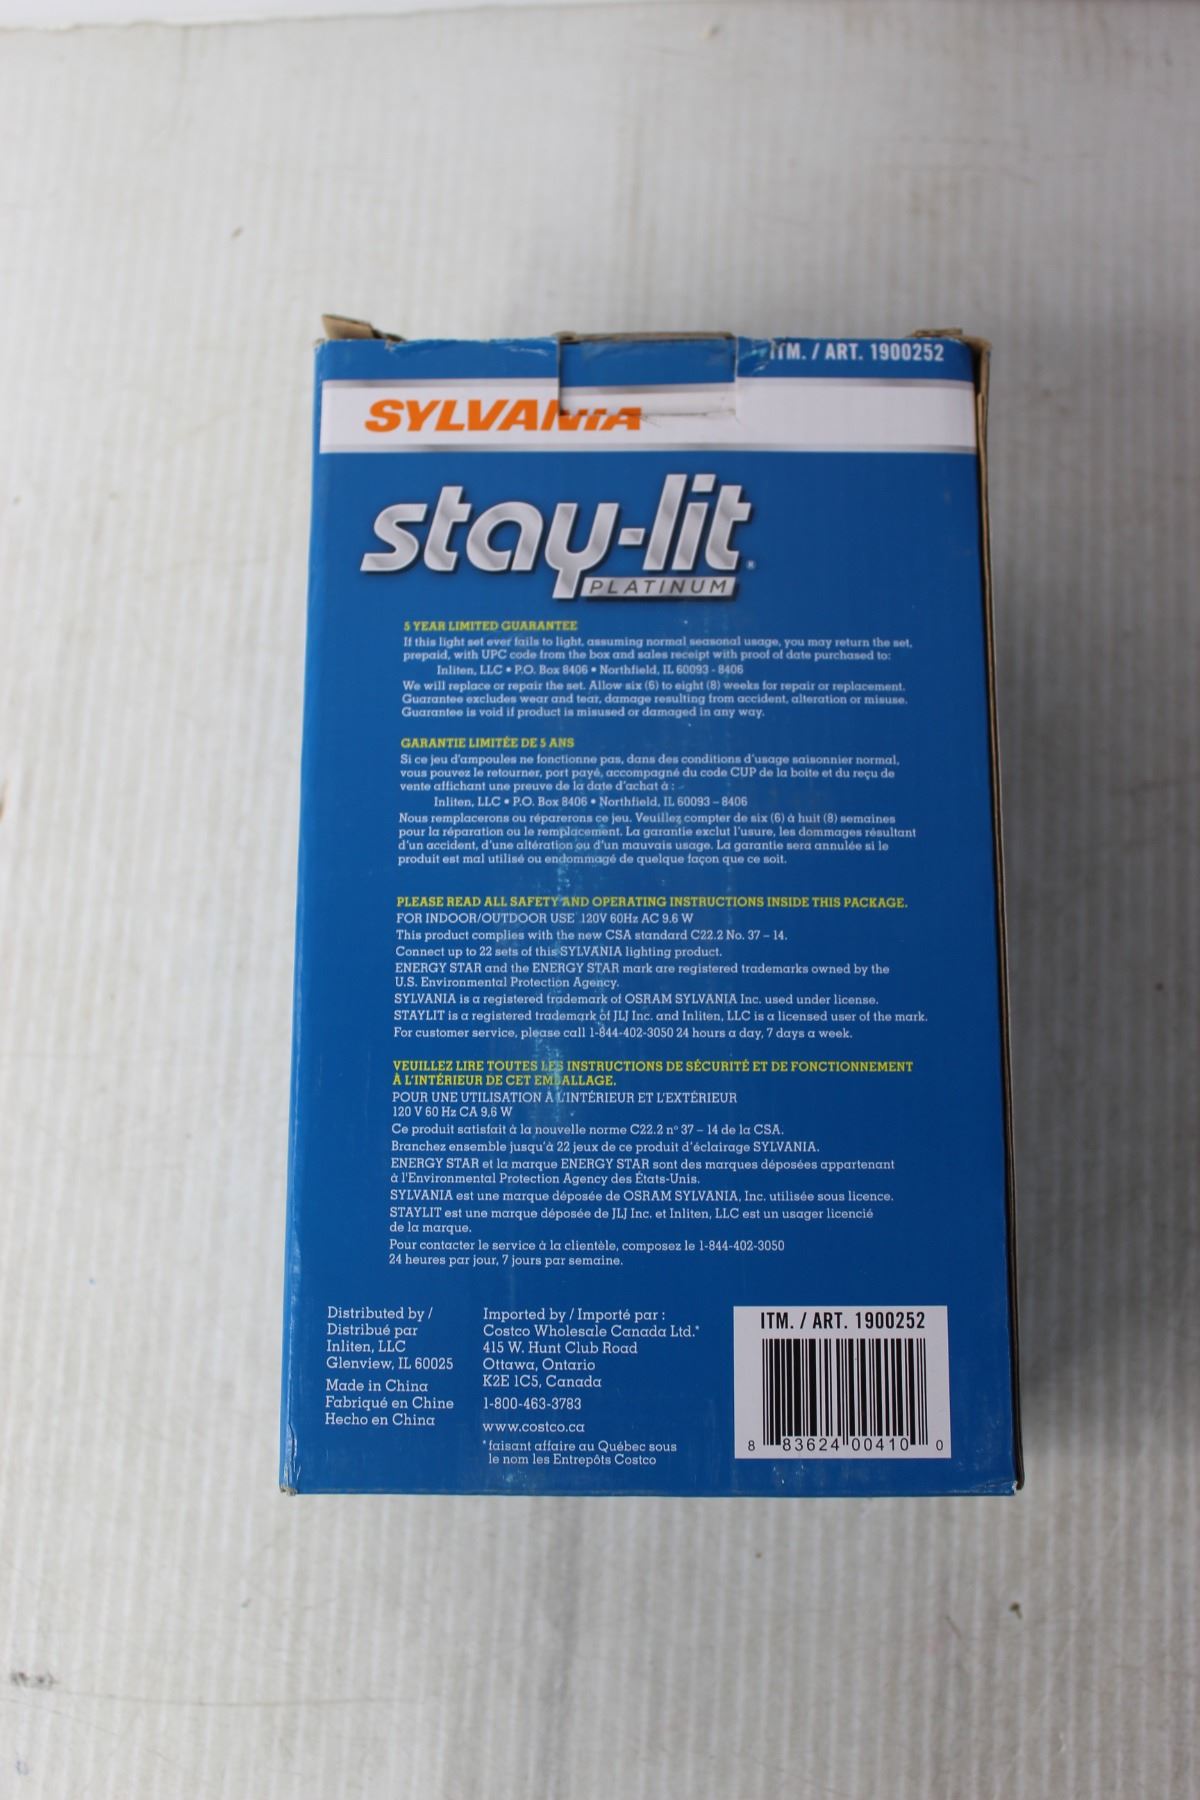 ITM. / ART. 1900252
SYLVANIA
stay-lit®
PLATINUM
5 YEAR LIMITED GUARANTEE
If this light set ever fails to light, assuming normal seasonal usage, you may return the set,
prepaid, with UPC code from the box and sales receipt with proof of date purchased to:
Inliten, LLC • P.O. Box 8406 • Northfield, IL 60093 - 8406
We will replace or repair the set. Allow six (6) to eight (8) weeks for repair or replacement.
Guarantee excludes wear and tear, damage resulting from accident, alteration or misuse.
Guarantee is void if product is misused or damaged in any way.
GARANTIE LIMITÉE DE 5 ANS
Si ce jeu d'ampoules ne fonctionne pas, dans des conditions d'usage saisonnier normal,
vous pouvez le retourner, port payé, accompagné du code CUP de la boite et du reçu de
vente affichant une preuve de la date d'achat à :
Inliten, LLC • P.O. Box 8406 • Northfield, IL 60093 – 8406
Nous remplacerons ou réparerons ce jeu. Veuillez compter de six (6) à huit (8) semaines
pour la réparation ou le remplacement. La garantie exclut l'usure, les dommages résultant
d'un accident, d'une altération ou d'un mauvais usage. La garantie sera annulée si le
produit est mal utilisé ou endommagé de quelque façon que ce soit.
PLEASE READ ALL SAFETY AND OPERATING INSTRUCTIONS INSIDE THIS PACKAGE.
FOR INDOOR/OUTDOOR USE 120V 60Hz AC 9.6 W
This product complies with the new CSA standard C22.2 No. 37 – 14.
Connect up to 22 sets of this SYLVANIA lighting product.
ENERGY STAR and the ENERGY STAR mark are registered trademarks owned by the
U.S. Environmental Protection Agency.
SYLVANIA is a registered trademark of OSRAM SYLVANIA Inc. used under license.
STAYLIT is a registered trademark of JLJ Inc. and Inliten, LLC is a licensed user of the mark.
For customer service, please call 1-844-402-3050 24 hours a day, 7 days a week.
VEUILLEZ LIRE TOUTES LES INSTRUCTIONS DE SÉCURITÉ ET DE FONCTIONNEMENT
À L'INTÉRIEUR DE CET EMBALLAGE.
POUR UNE UTILISATION À L'INTÉRIEUR ET L'EXTÉRIEUR
120 V 60 Hz CA 9,6 W
Ce produit satisfait à la nouvelle norme C22.2 nº 37 – 14 de la CSA.
Branchez ensemble jusqu'à 22 jeux de ce produit d'éclairage SYLVANIA.
ENERGY STAR et la marque ENERGY STAR sont des marques déposées appartenant
à l'Environmental Protection Agency des États-Unis.
SYLVANIA est une marque déposée de OSRAM SYLVANIA, Inc. utilisée sous licence.
STAYLIT est une marque déposée de JLJ Inc. et Inliten, LLC est un usager licencié
de la marque.
Pour contacter le service à la clientèle, composez le 1-844-402-3050
24 heures par jour, 7 jours par semaine.
Distributed by /
Distribué par
Inliten, LLC
Glenview, IL 60025
Made in China
Fabriqué en Chine
Hecho en China
Imported by / Importé par :
Costco Wholesale Canada Ltd.*
415 W. Hunt Club Road
Ottawa, Ontario
K2E 1C5, Canada
1-800-463-3783
www.costco.ca
*faisant affaire au Québec sous
le nom les Entrepôts Costco
ITM. / ART. 1900252
8 83624 00410 0